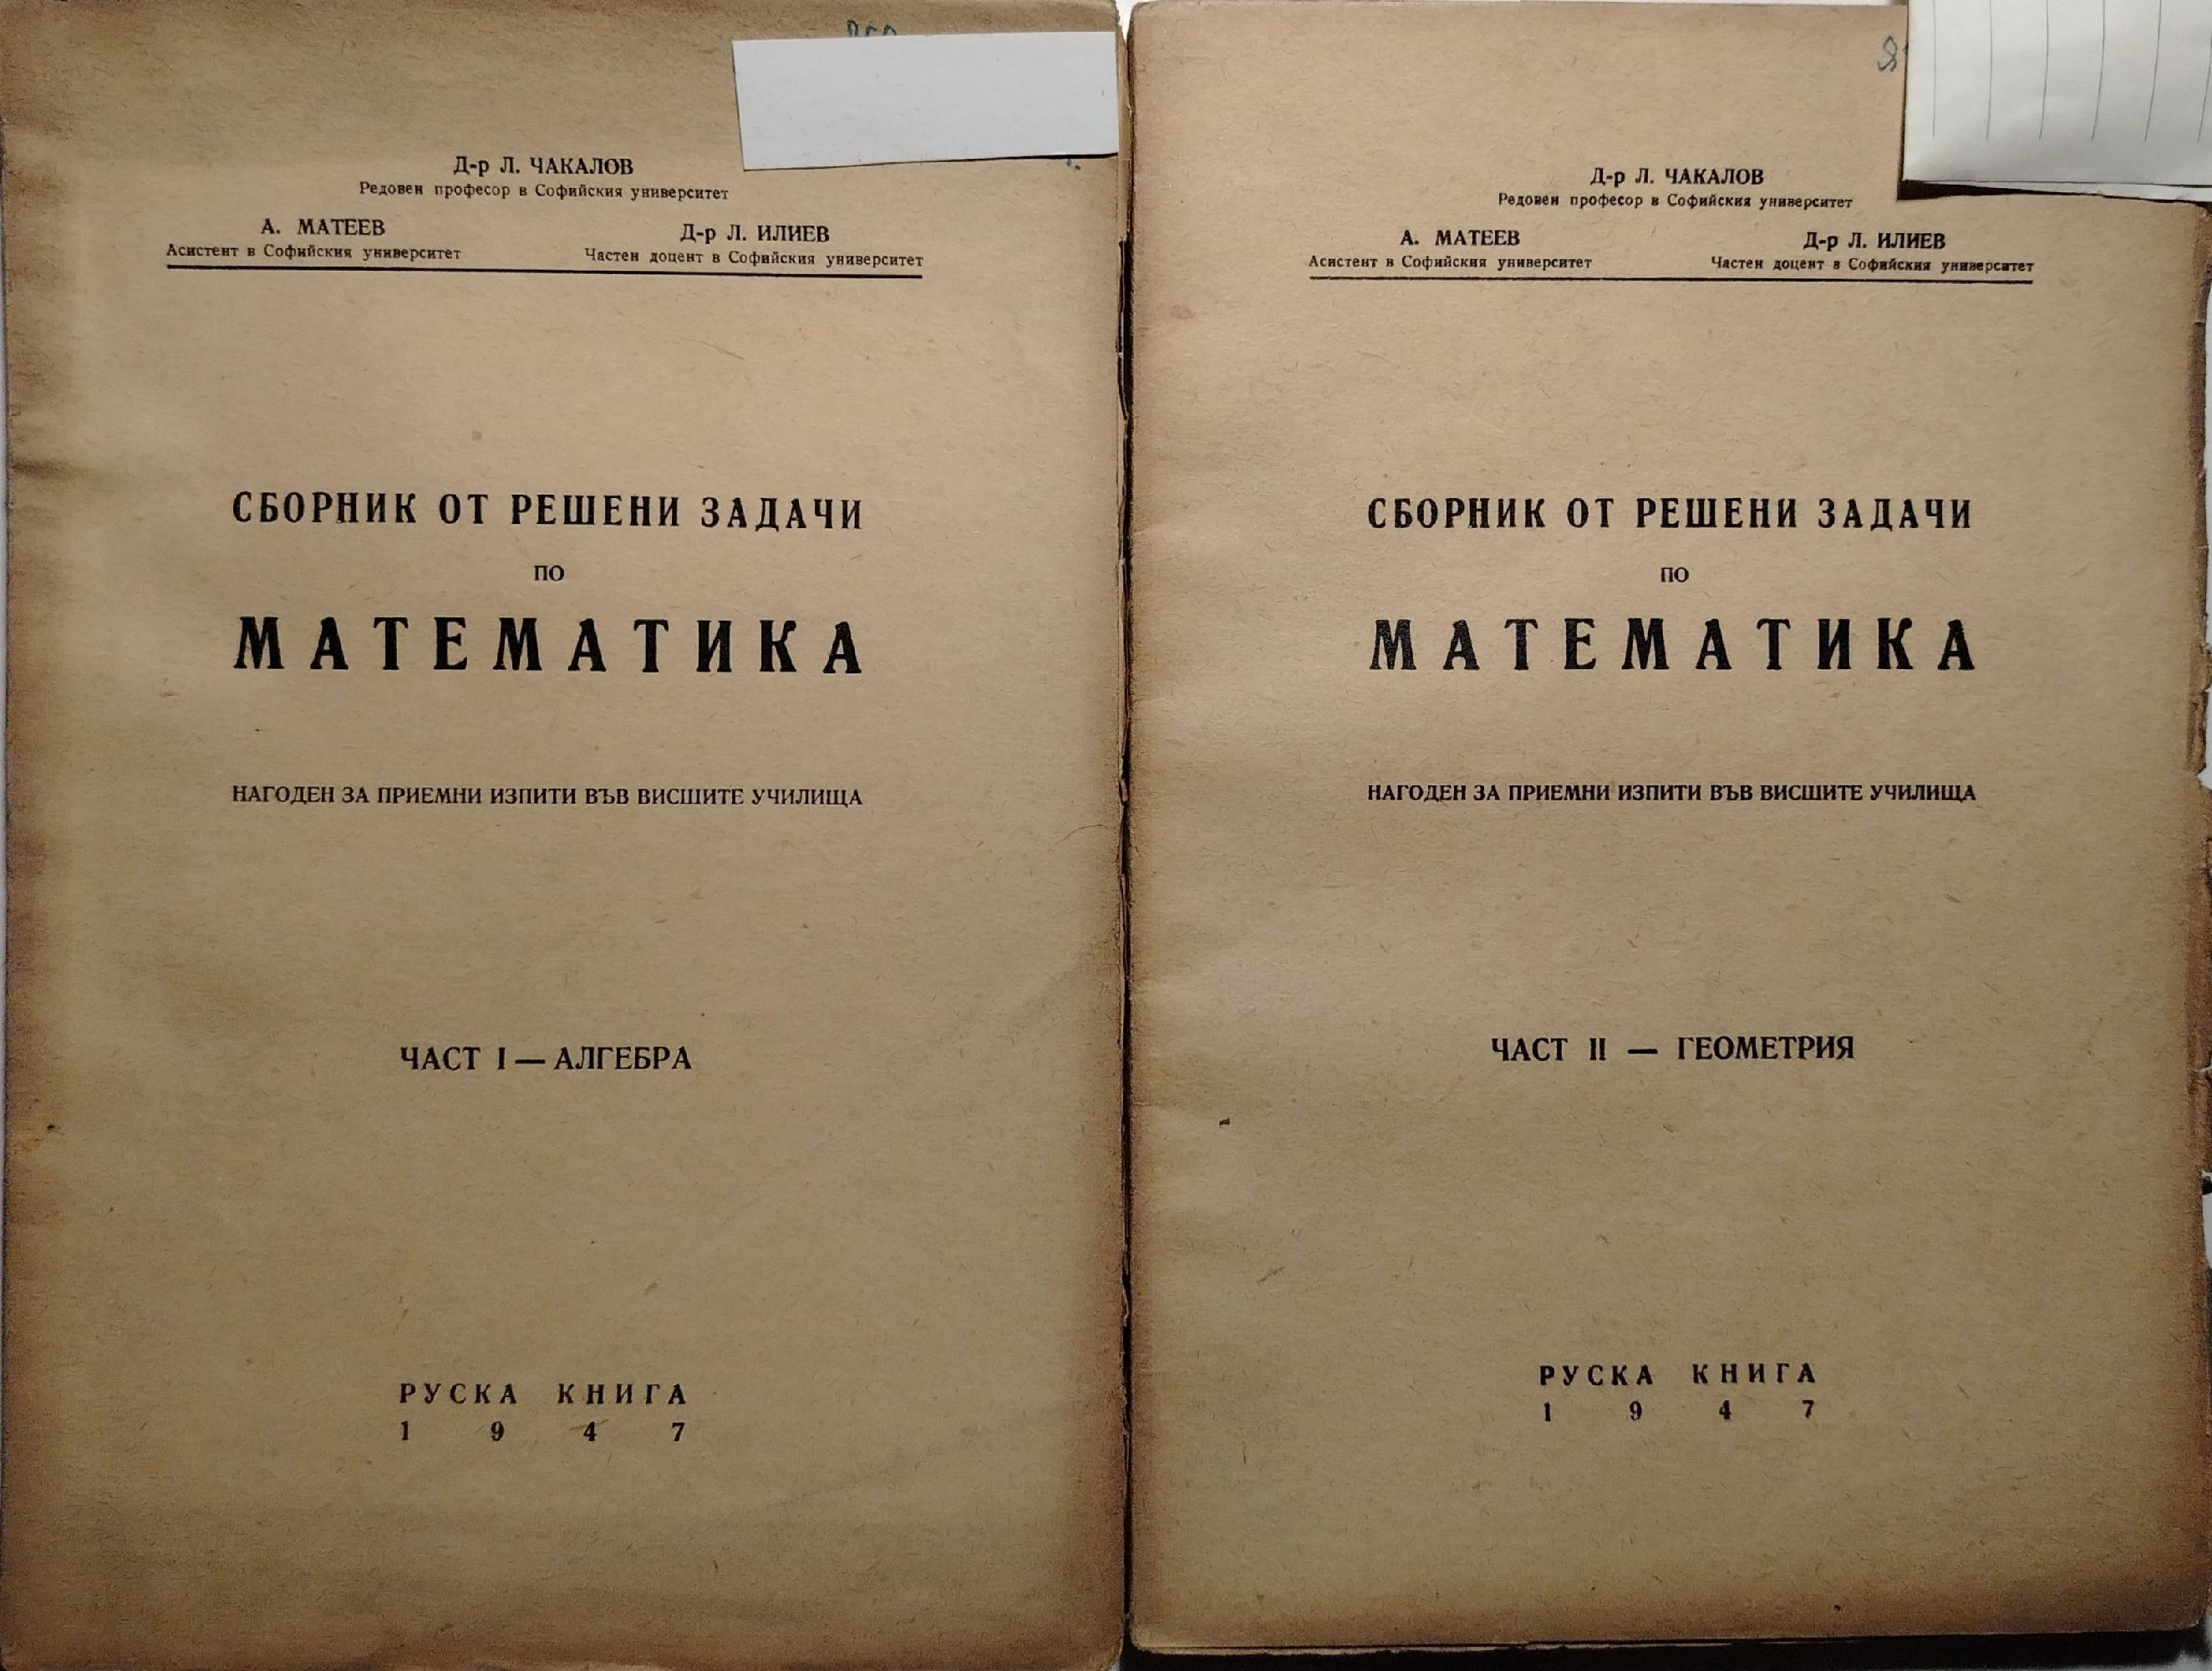 Д-р Л. ЧАКАЛОВ
Редовен професор в Софийския университет
А. МАТЕЕВ
Асистент в Софийския университет
Д-р Л. ИЛИЕВ
Частен доцент в Софийския университет
СБОРНИК ОТ РЕШЕНИ ЗАДАЧИ
ПО
МАТЕМАТИКА
НАГОДЕН ЗА ПРИЕМНИ ИЗПИТИ ВЪВ ВИСШИТЕ УЧИЛИЩА
ЧАСТ I — АЛГЕБРА
РУСКА КНИГА
1 9 4 7
Д-р Л. ЧАКАЛОВ
Редовен професор в Софийския университет
А. МАТЕЕВ
Асистент в Софийския университет
Д-р Л. ИЛИЕВ
Частен доцент в Софийския университет
СБОРНИК ОТ РЕШЕНИ ЗАДАЧИ
ПО
МАТЕМАТИКА
НАГОДЕН ЗА ПРИЕМНИ ИЗПИТИ ВЪВ ВИСШИТЕ УЧИЛИЩА
ЧАСТ II — ГЕОМЕТРИЯ
РУСКА КНИГА
1 9 4 7